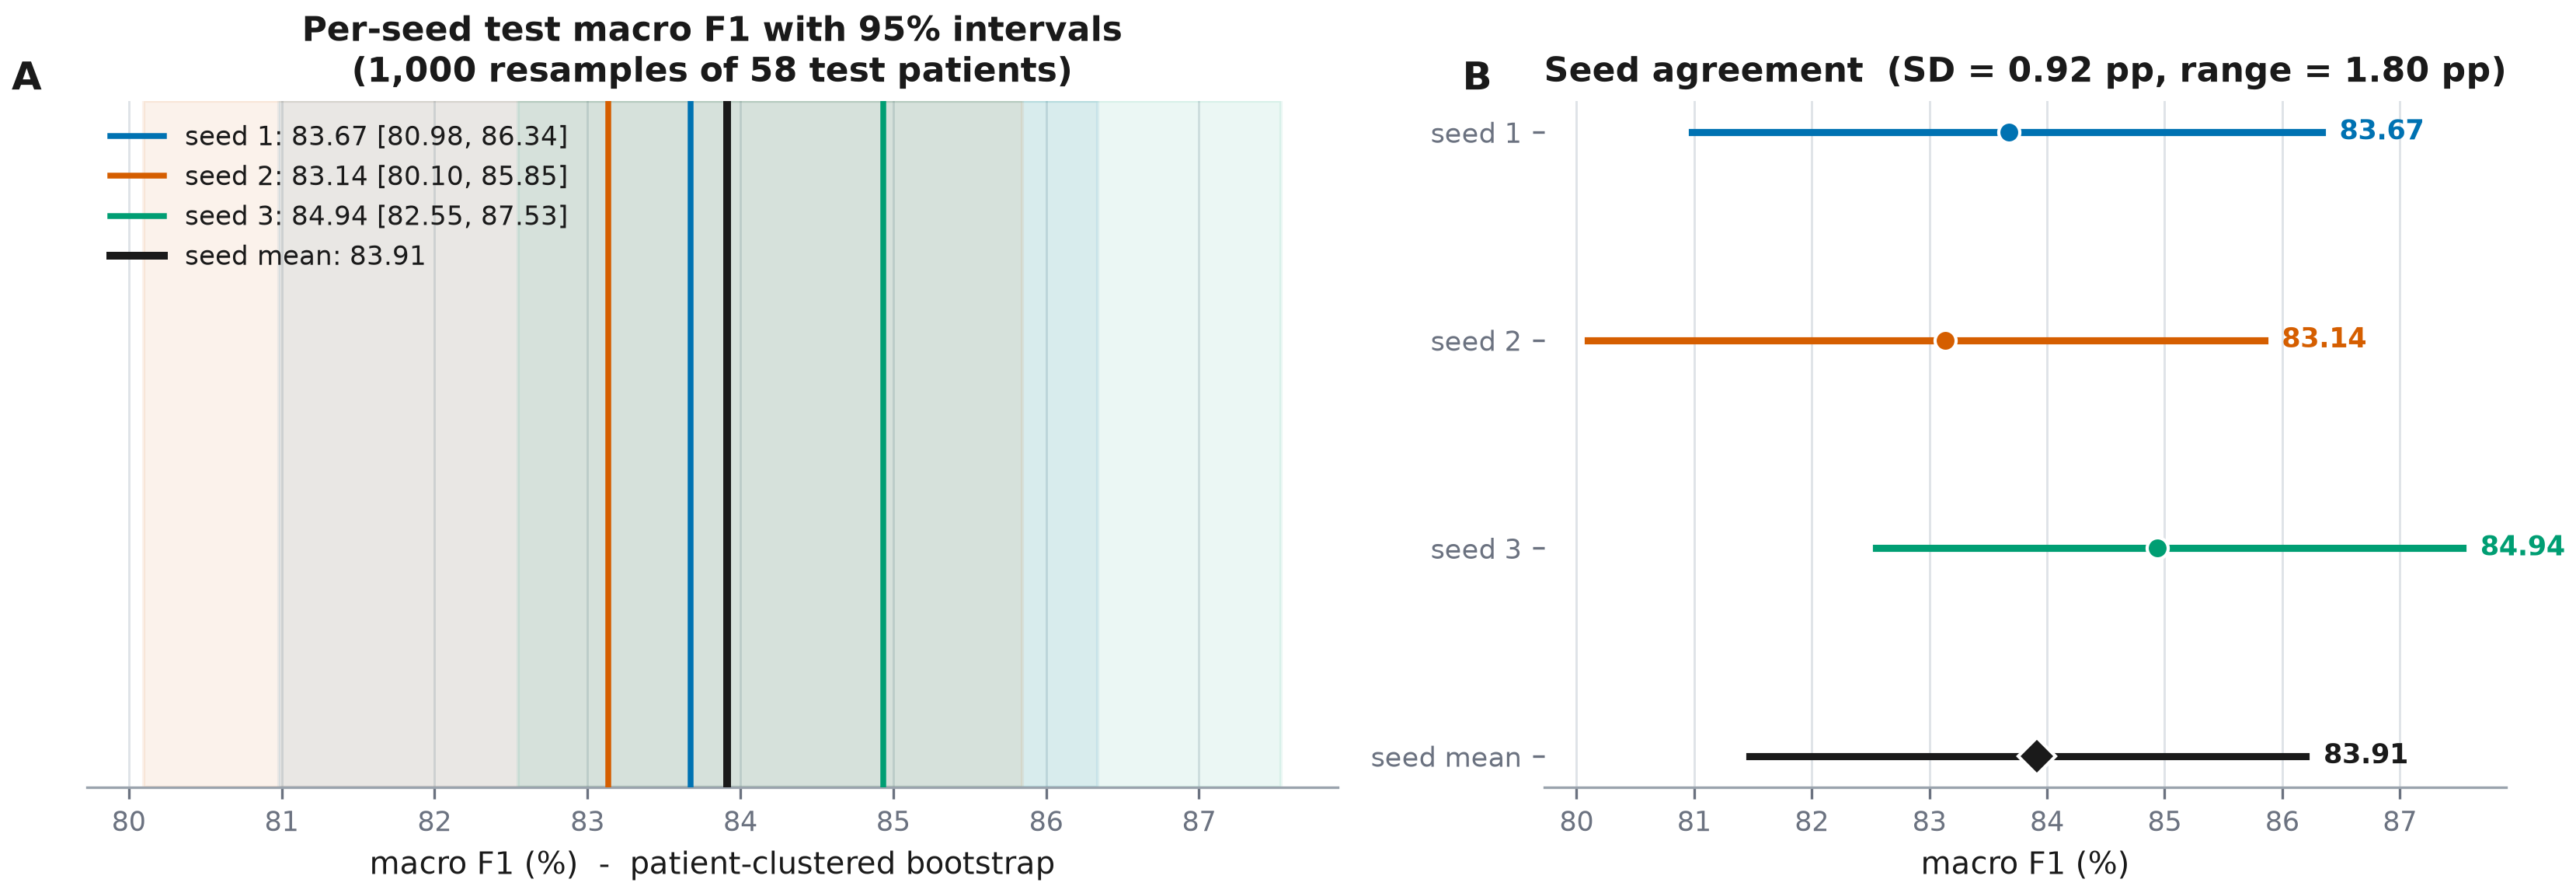 A
Per-seed test macro F1 with 95% intervals
(1,000 resamples of 58 test patients)
seed 1: 83.67 [80.98, 86.34]
seed 2: 83.14 [80.10, 85.85]
seed 3: 84.94 [82.55, 87.53]
seed mean: 83.91
80 81 82 83 84 85 86 87
macro F1 (%) - patient-clustered bootstrap
B
Seed agreement (SD = 0.92 pp, range = 1.80 pp)
seed 1 83.67
seed 2 83.14
seed 3 84.94
seed mean 83.91
80 81 82 83 84 85 86 87
macro F1 (%)